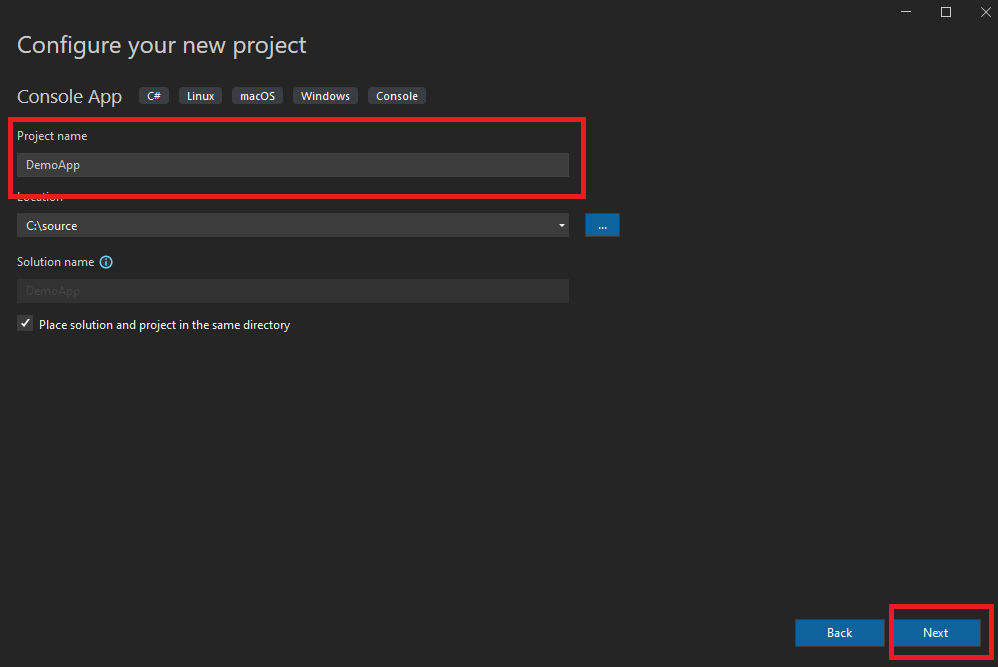 Configure your new project
Console App C# Linux macOS Windows Console
Project name
DemoApp
Location
C:\source ...
Solution name
DemoApp
Place solution and project in the same directory
Back Next